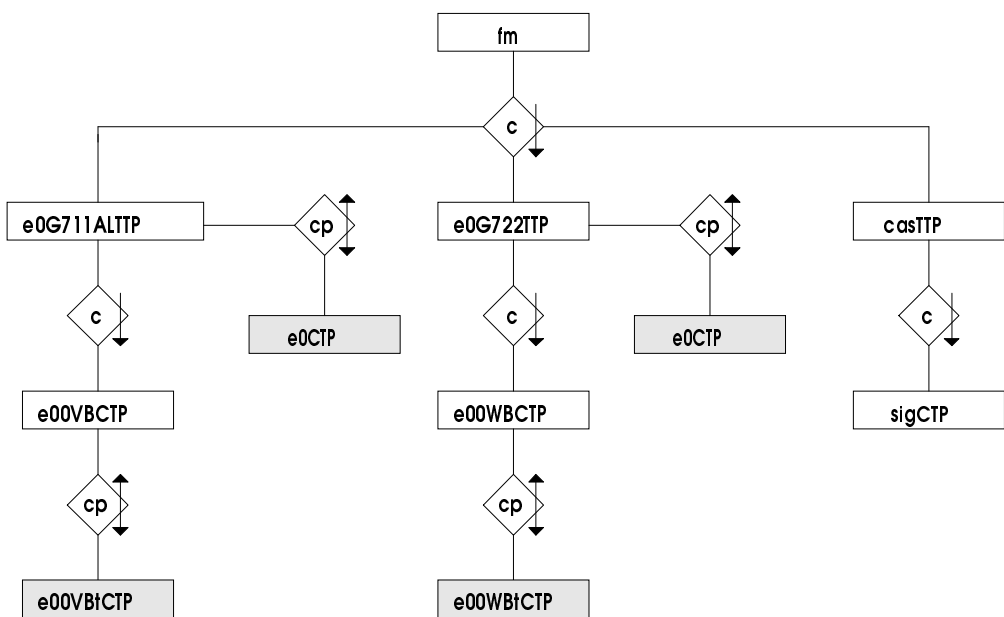 fm
c
e0G711ALTTP
cp
e0G722TTP
cp
casTTP
c
e0CTP
c
e0CTP
c
e00VBCTP
e00WBCTP
sigCTP
cp
cp
e00VBtCTP
e00WBtCTP